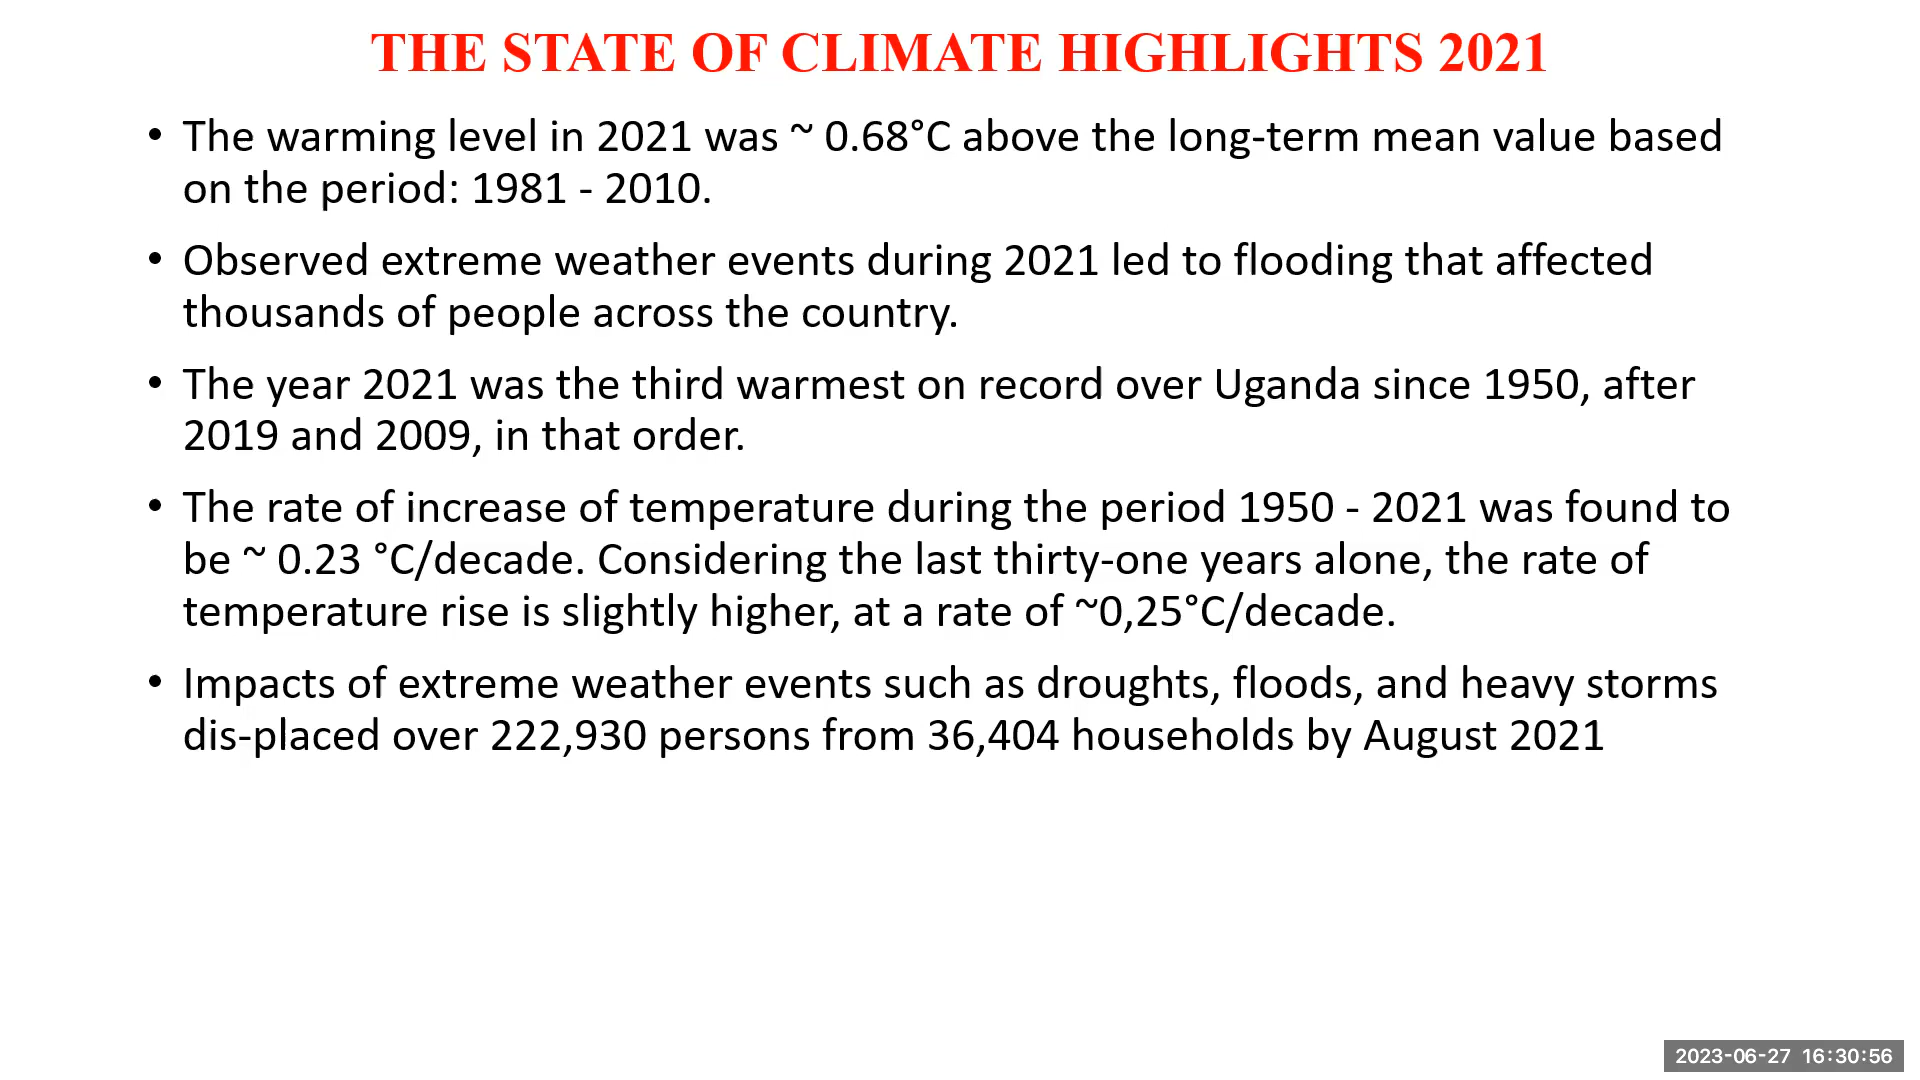 THE STATE OF CLIMATE HIGHLIGHTS 2021
• The warming level in 2021 was ~ 0.68°C above the long-term mean value based
on the period: 1981 - 2010.
• Observed extreme weather events during 2021 led to flooding that affected
thousands of people across the country.
• The year 2021 was the third warmest on record over Uganda since 1950, after
2019 and 2009, in that order.
• The rate of increase of temperature during the period 1950 - 2021 was found to
be ~ 0.23 °C/decade. Considering the last thirty-one years alone, the rate of
temperature rise is slightly higher, at a rate of ~0,25°C/decade.
• Impacts of extreme weather events such as droughts, floods, and heavy storms
dis-placed over 222,930 persons from 36,404 households by August 2021
2023-06-27 16:30:56